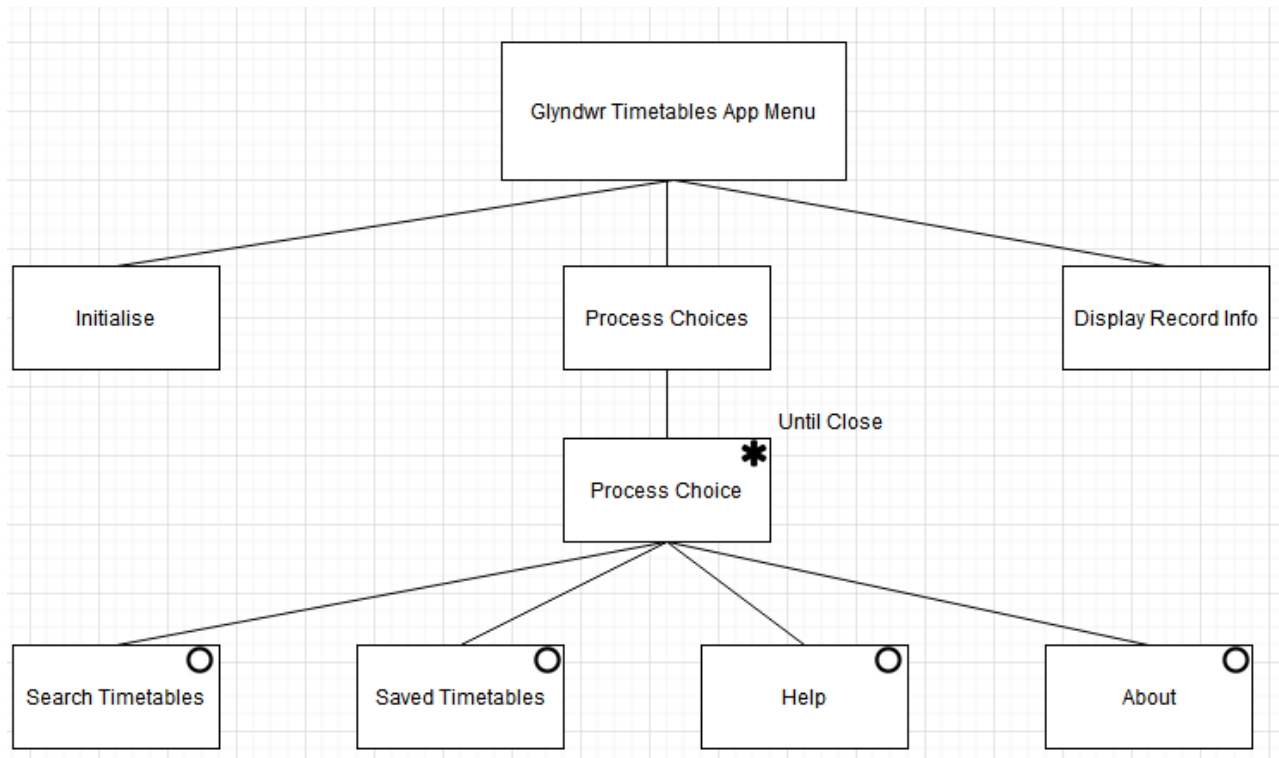 Glyndwr Timetables App Menu
Initialise
Process Choices
Display Record Info
Until Close
Process Choice
Search Timetables
Saved Timetables
Help
About